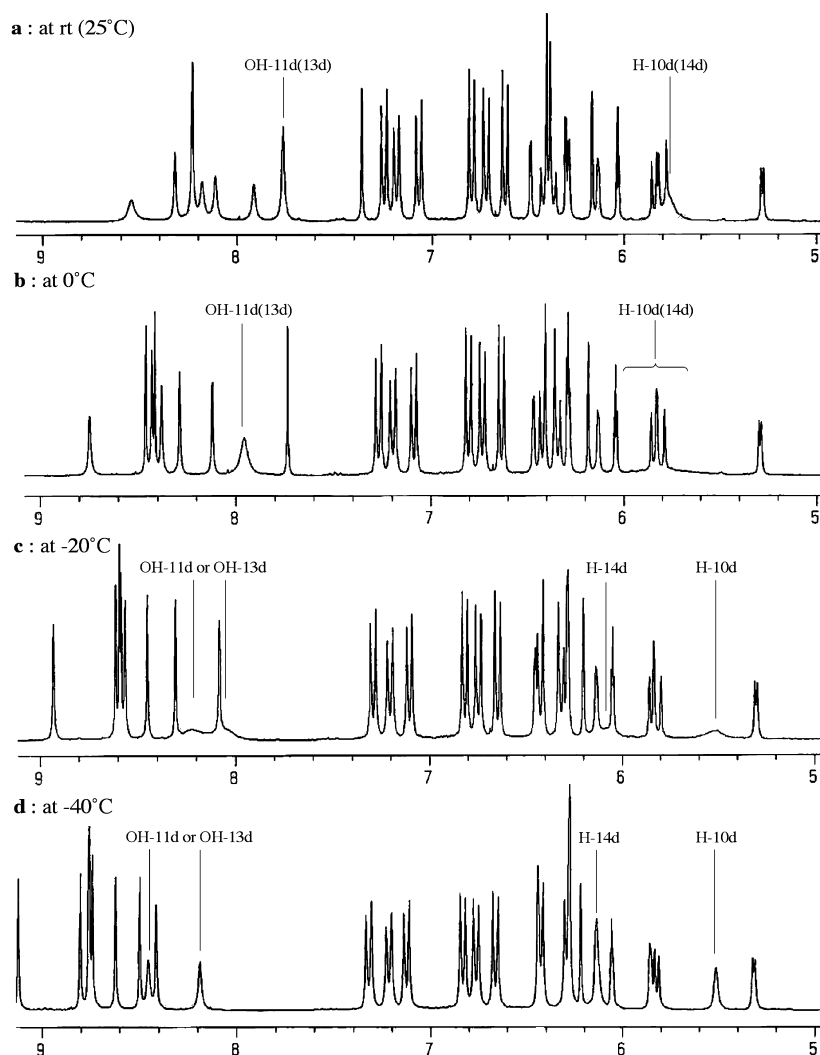 a : at rt (25˚C)
OH-11d(13d)
H-10d(14d)
9 8 7 6 5
b : at 0˚C
OH-11d(13d)
H-10d(14d)
9 8 7 6 5
c : at -20˚C
OH-11d or OH-13d
H-14d
H-10d
9 8 7 6 5
d : at -40˚C
OH-11d or OH-13d
H-14d
H-10d
9 8 7 6 5